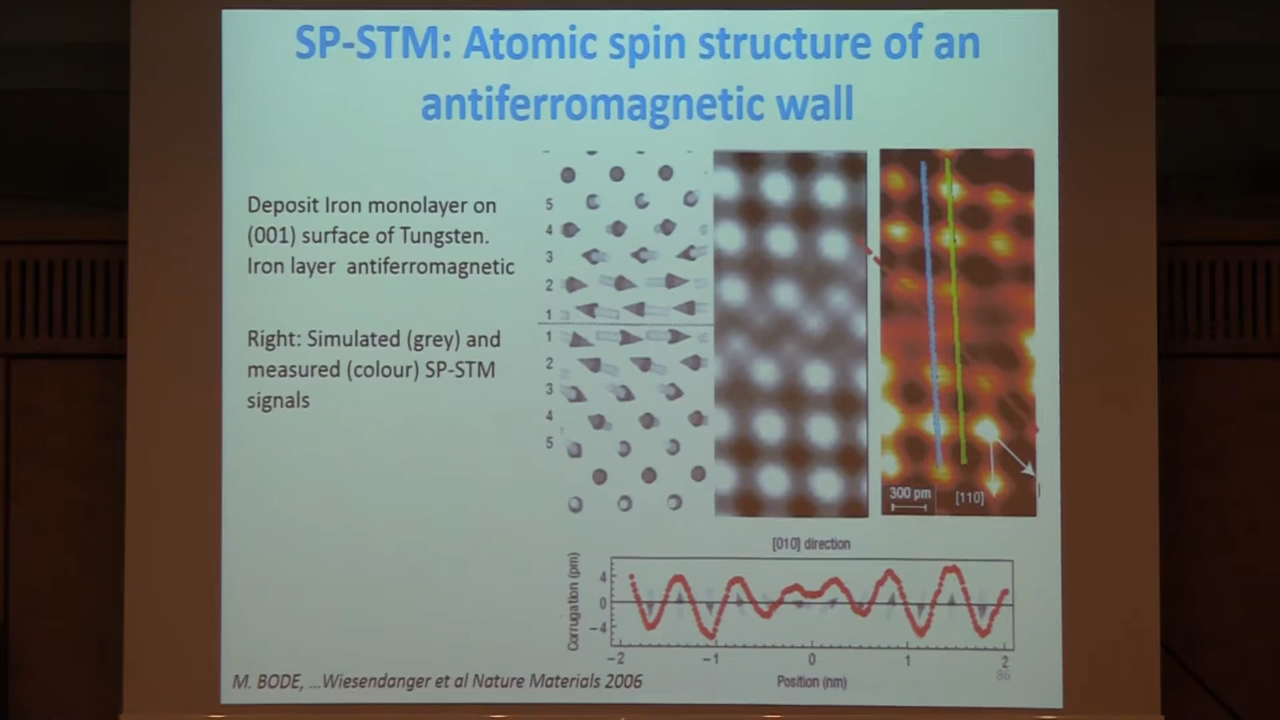 SP-STM: Atomic spin structure of an
antiferromagnetic wall
Deposit Iron monolayer on
(001) surface of Tungsten.
Iron layer antiferromagnetic
Right: Simulated (grey) and
measured (colour) SP-STM
signals
5
4
3
2
1
1
2
3
4
5
300 pm
[110]
[010] direction
Corrugation (pm)
4
0
−4
−2
−1
0
1
2
Position (nm)
86
M. BODE, ...Wiesendanger et al Nature Materials 2006